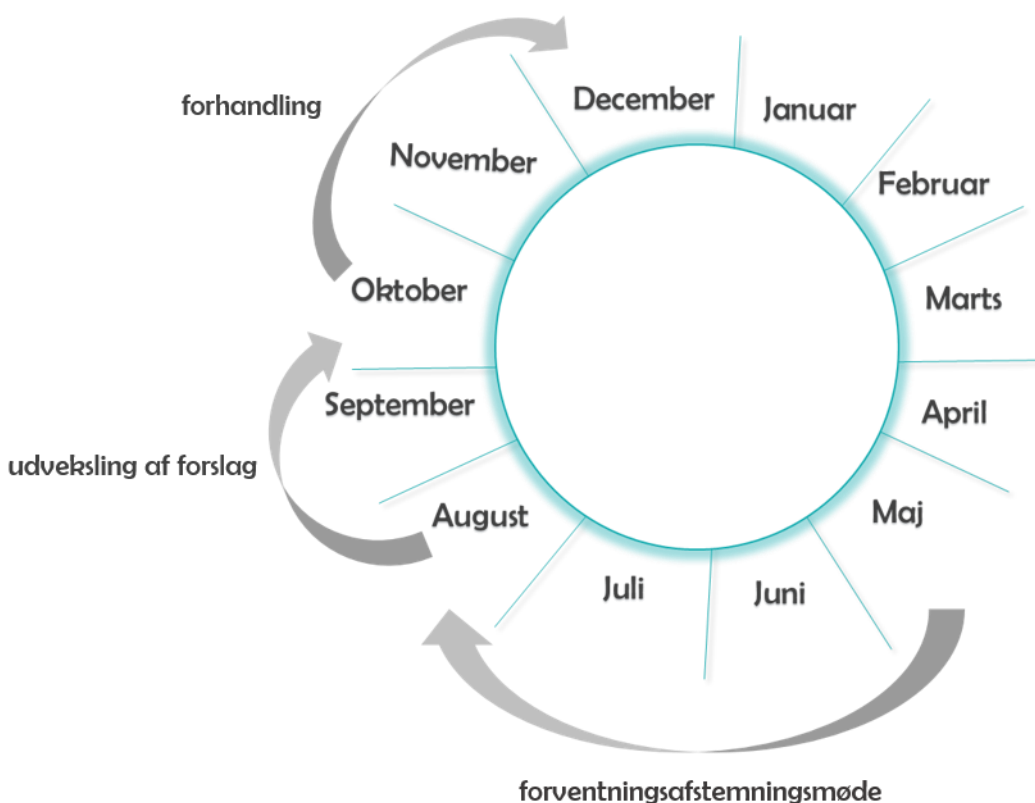 December
Januar
forhandling
November
Februar
Oktober
Marts
September
April
udveksling af forslag
August
Maj
Juli
Juni
forventningsafstemningsmøde